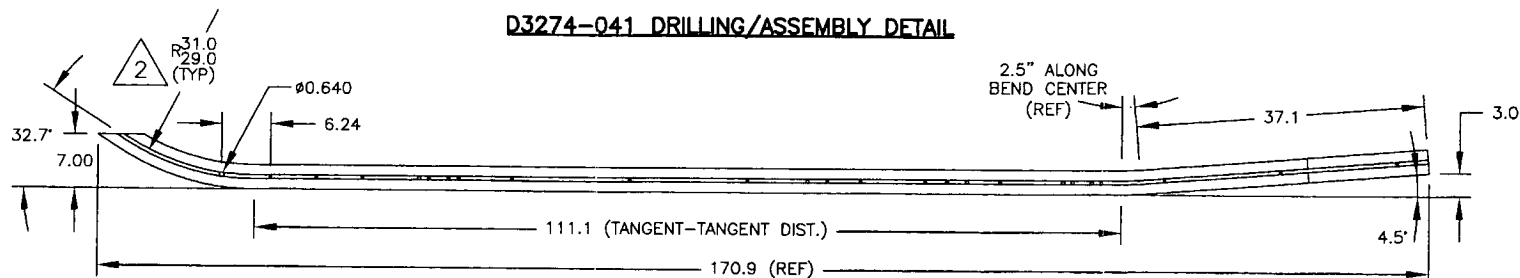 D3274-041 DRILLING/ASSEMBLY DETAIL
2
R31.0
29.0
(TYP)
ø0.640
2.5" ALONG
BEND CENTER
(REF)
6.24
37.1
3.0
32.7°
7.00
111.1 (TANGENT-TANGENT DIST.)
4.5°
170.9 (REF)